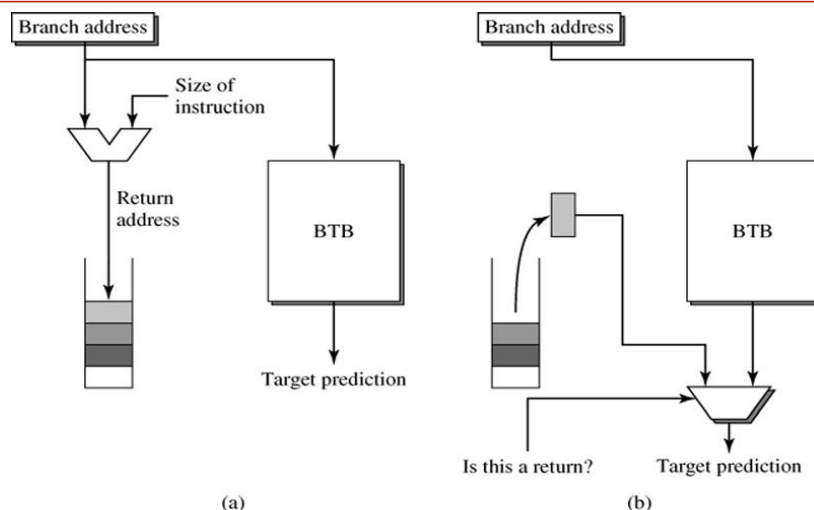 Branch address
Size of
instruction
Return
address
BTB
Target prediction
(a)
Branch address
BTB
Is this a return?
Target prediction
(b)